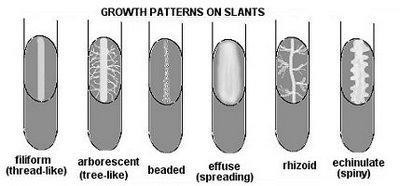 GROWTH PATTERNS ON SLANTS
filiform
(thread-like)
arborescent
(tree-like)
beaded
effuse
(spreading)
rhizoid
echinulate
(spiny)